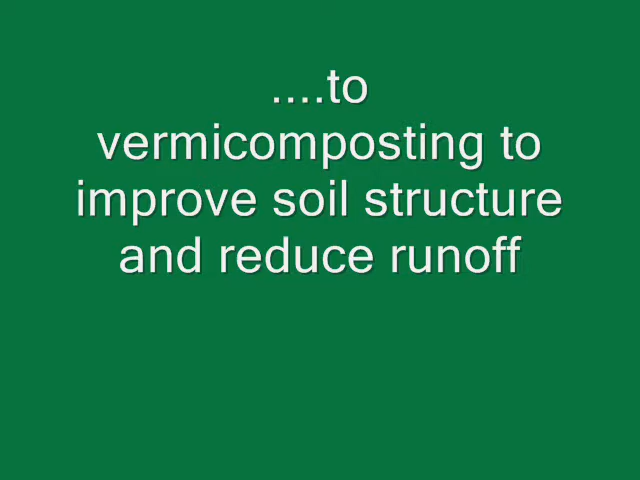 ....to
vermicomposting to
improve soil structure
and reduce runoff